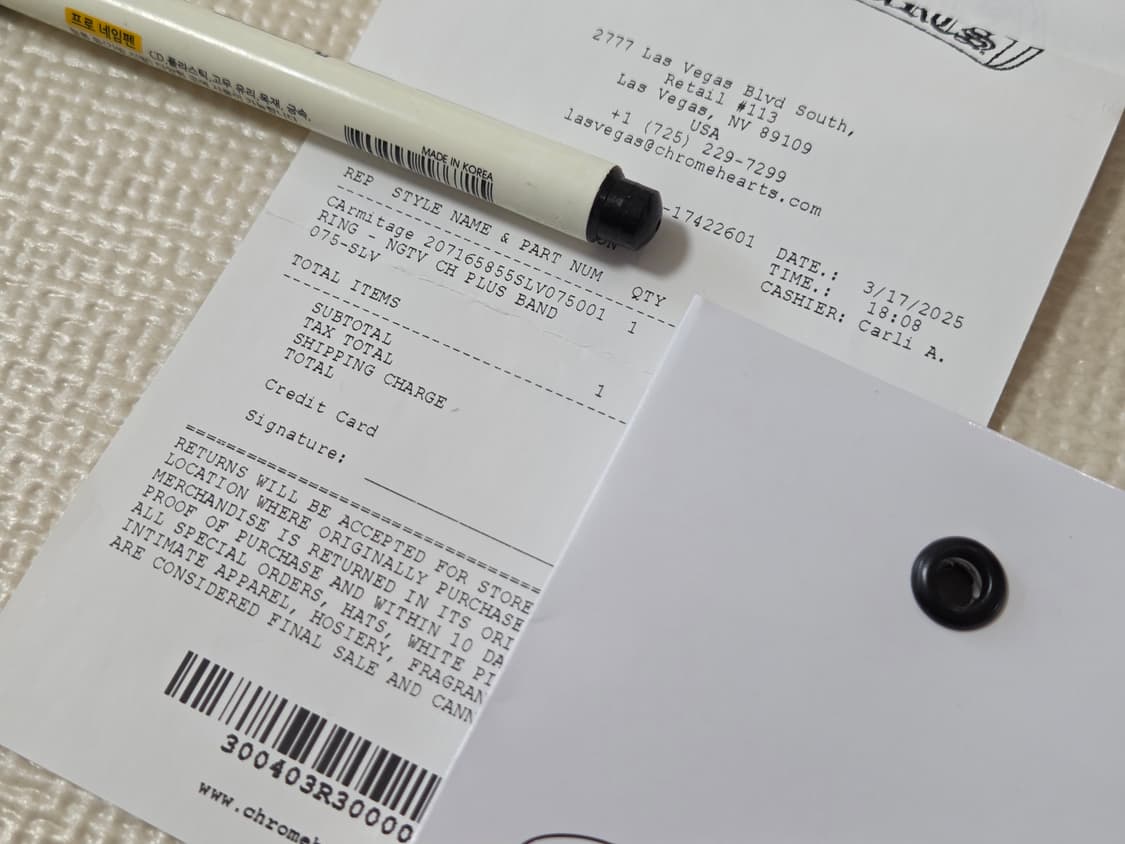 프로 네임펜
CD, 플라스틱, 고무, 유리, 목재, 금속,
MADE IN KOREA
2777 Las Vegas Blvd South,
Retail #113
Las Vegas, NV 89109
USA
+1 (725) 229-7299
lasvegas@chromehearts.com
-17422601
DATE.: 3/17/2025
TIME.: 18:08
CASHIER: Carli A.
REP STYLE NAME & PART NUM QTY
CArmitage 207165855SLV075001 1
RING - NGTV CH PLUS BAND
075-SLV
TOTAL ITEMS 1
SUBTOTAL
TAX TOTAL
SHIPPING CHARGE
TOTAL
Credit Card
Signature:
RETURNS WILL BE ACCEPTED FOR STORE
LOCATION WHERE ORIGINALLY PURCHASE
MERCHANDISE IS RETURNED IN ITS ORI
PROOF OF PURCHASE AND WITHIN 10 DA
ALL SPECIAL ORDERS, HATS, WHITE PI
INTIMATE APPAREL, HOSIERY, FRAGRAN
ARE CONSIDERED FINAL SALE AND CANN
300403R30000
www.chromeh